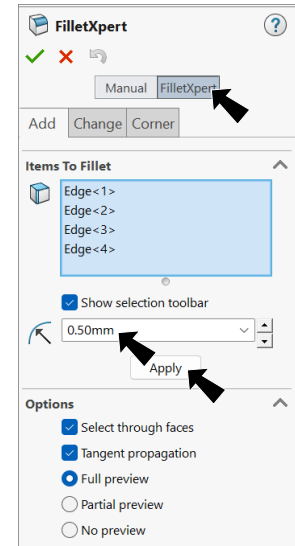 FilletXpert
?
Manual FilletXpert
Add Change Corner
Items To Fillet
Edge<1>
Edge<2>
Edge<3>
Edge<4>
Show selection toolbar
0.50mm
Apply
Options
Select through faces
Tangent propagation
Full preview
Partial preview
No preview